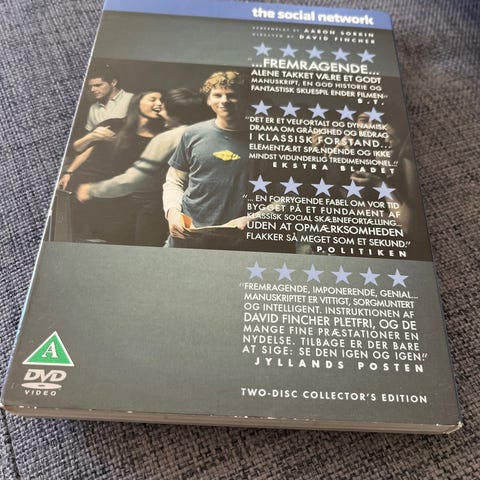 the social network
SCREENPLAY BY AARON SORKIN
DIRECTED BY DAVID FINCHER
"...FREMRAGENDE...
ALENE TAKKET VÆRE ET GODT
MANUSKRIPT, EN GOD HISTORIE OG
FANTASTISK SKUESPIL ENDER FILMEN."
B.T.
"DET ER ET VELFORTALT OG DYNAMISK
DRAMA OM GRÅDIGHED OG BEDRAG
I KLASSISK FORSTAND...
ELEMENTÆRT SPÆNDENDE OG IKKE
MINDST VIDUNDERLIG TREDIMENSIONEL."
EKSTRA BLADET
"... EN FORRYGENDE FABEL OM VOR TID
BYGGET PÅ ET FUNDAMENT AF
KLASSISK SOCIAL SKÆBNEFORTÆLLING...
UDEN AT OPMÆRKSOMHEDEN
FLAKKER SÅ MEGET SOM ET SEKUND."
POLITIKEN
"FREMRAGENDE, IMPONERENDE, GENIAL...
MANUSKRIPTET ER VITTIGT, SORGMUNTERT
OG INTELLIGENT. INSTRUKTIONEN AF
DAVID FINCHER PLETFRI, OG DE
MANGE FINE PRÆSTATIONER EN
NYDELSE. TILBAGE ER DER BARE
AT SIGE: SE DEN IGEN OG IGEN."
JYLLANDS POSTEN
A
DVD
VIDEO
TWO-DISC COLLECTOR'S EDITION